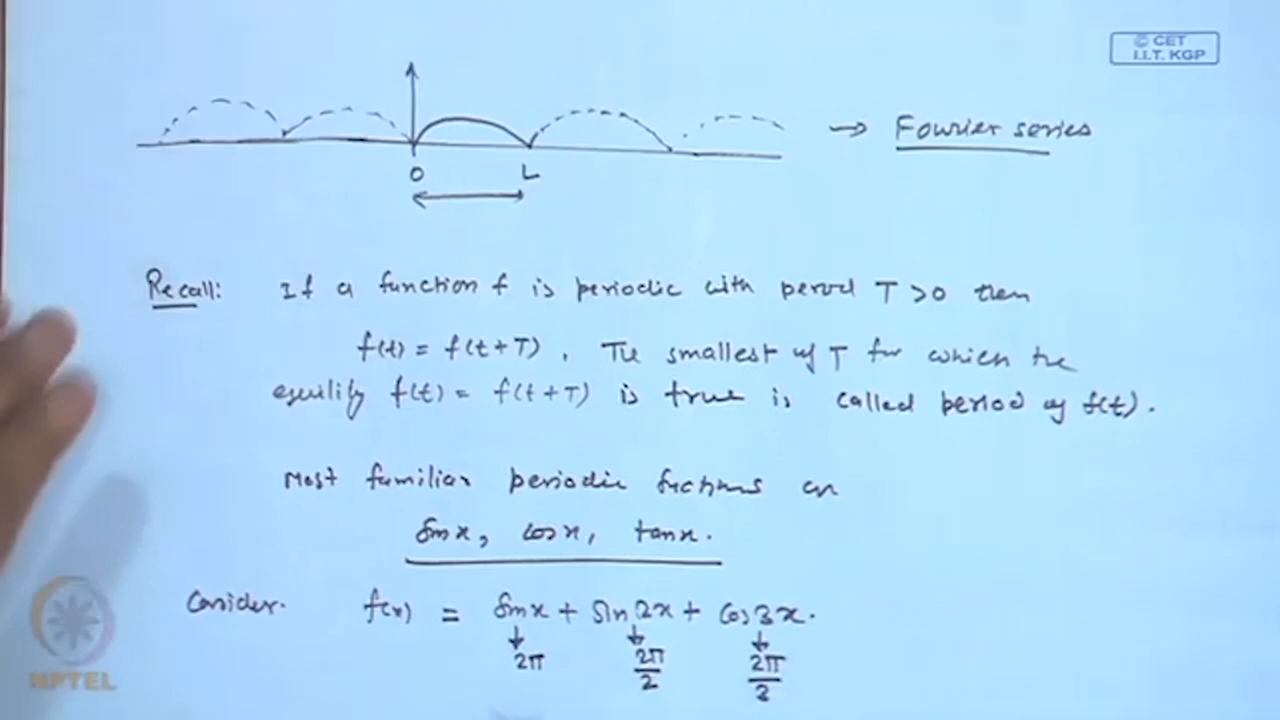 © CET
I.I.T. KGP
→ Fourier series
0 L
Recall: If a function f is periodic with period T > 0 then
f(t) = f(t+T). The smallest of T for which the
equality f(t) = f(t+T) is true is called period of f(t).
Most familiar periodic functions are
sin x, cos x, tan x.
Consider. f(x) = sin x + sin 2x + cos 3x.
↓ ↓ ↓
2π 2π/2 2π/3
NPTEL